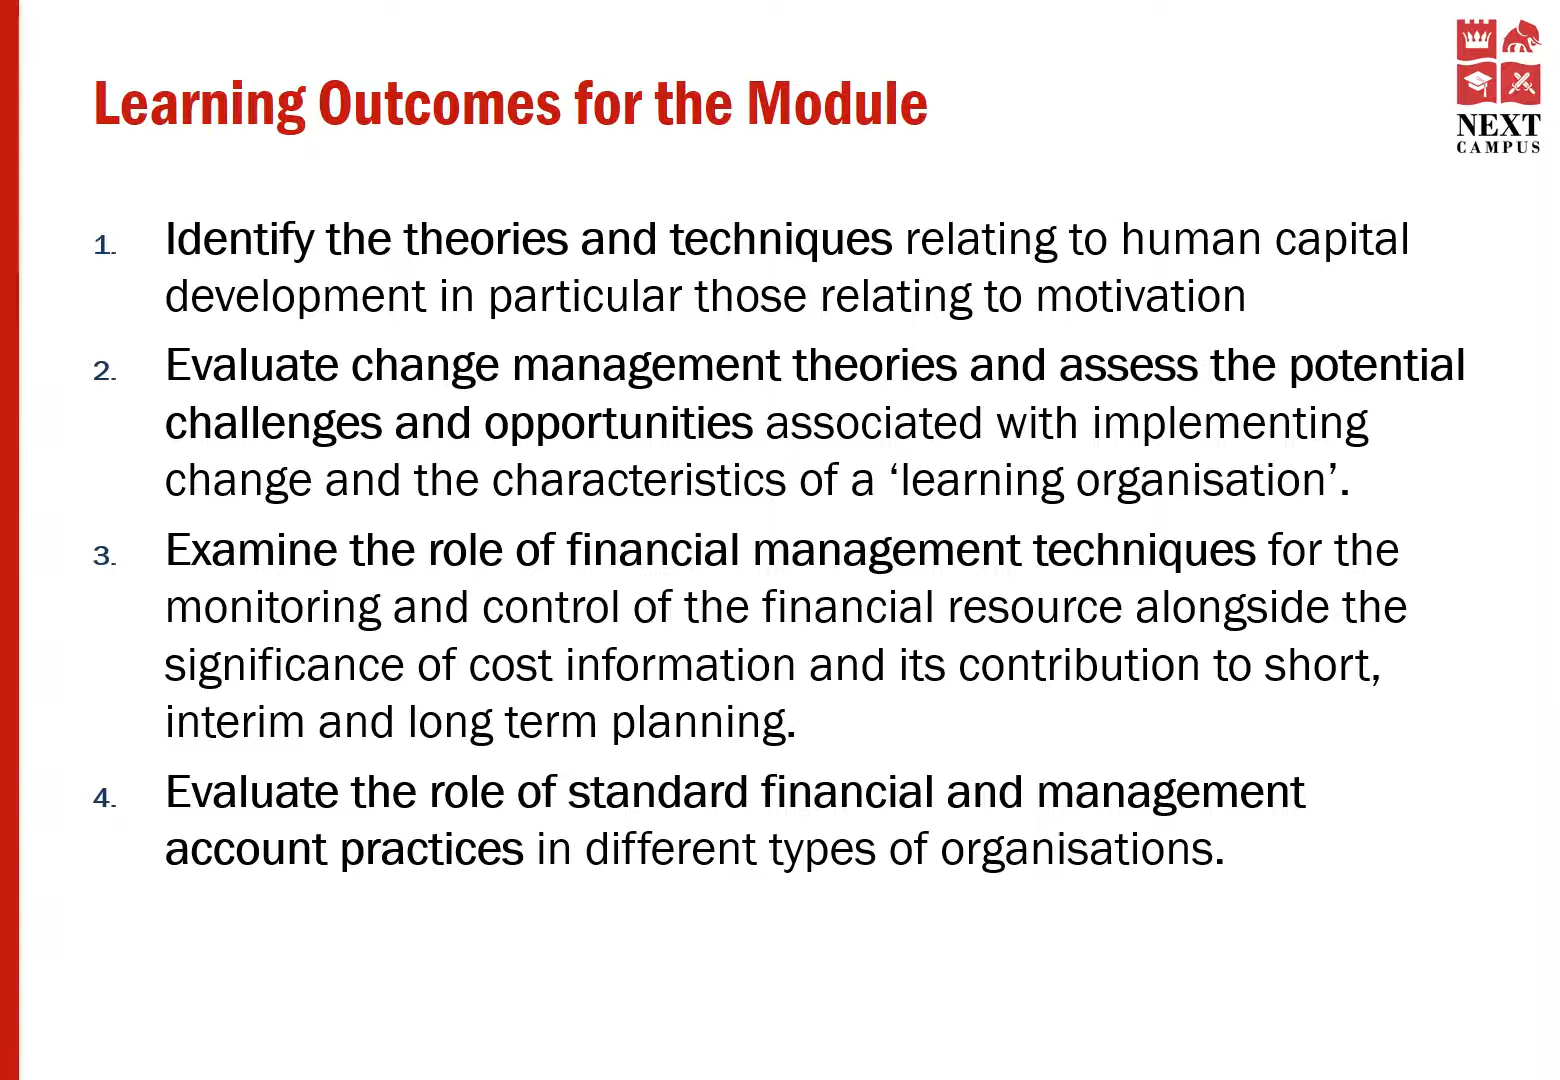 Learning Outcomes for the Module
NEXT
CAMPUS
1. Identify the theories and techniques relating to human capital
development in particular those relating to motivation
2. Evaluate change management theories and assess the potential
challenges and opportunities associated with implementing
change and the characteristics of a ‘learning organisation’.
3. Examine the role of financial management techniques for the
monitoring and control of the financial resource alongside the
significance of cost information and its contribution to short,
interim and long term planning.
4. Evaluate the role of standard financial and management
account practices in different types of organisations.